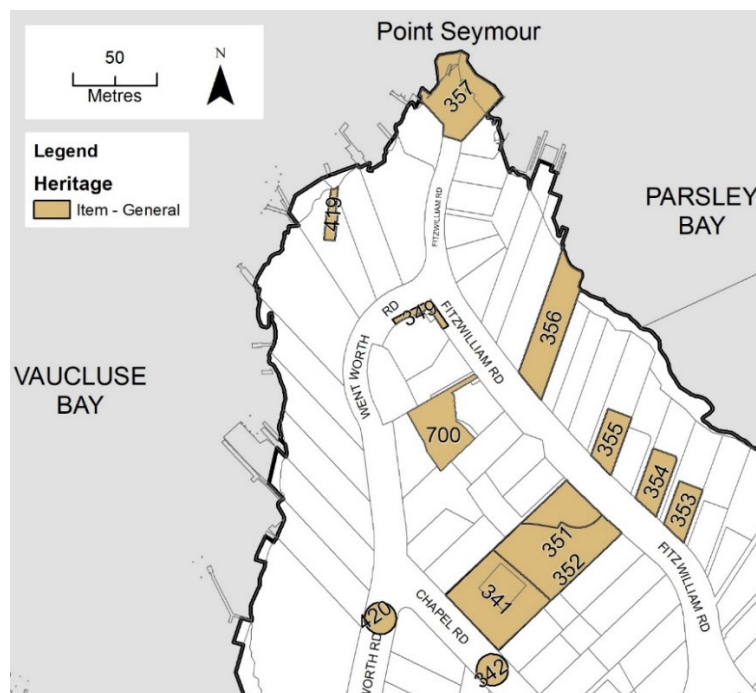 Point Seymour
50
Metres
N
Legend
Heritage
Item - General
357
FITZWILLIAM RD
419
PARSLEY
BAY
349
RD
WENT WORTH
FITZWILLIAM RD
356
VAUCLUSE
BAY
700
355
354
353
351
352
FITZWILLIAM RD
341
CHAPEL RD
420
ORTH RD
342